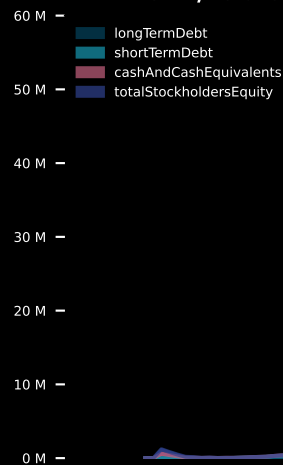 60 M
longTermDebt
shortTermDebt
cashAndCashEquivalents
50 M
totalStockholdersEquity
40 M
30 M
20 M
10 M
0 M